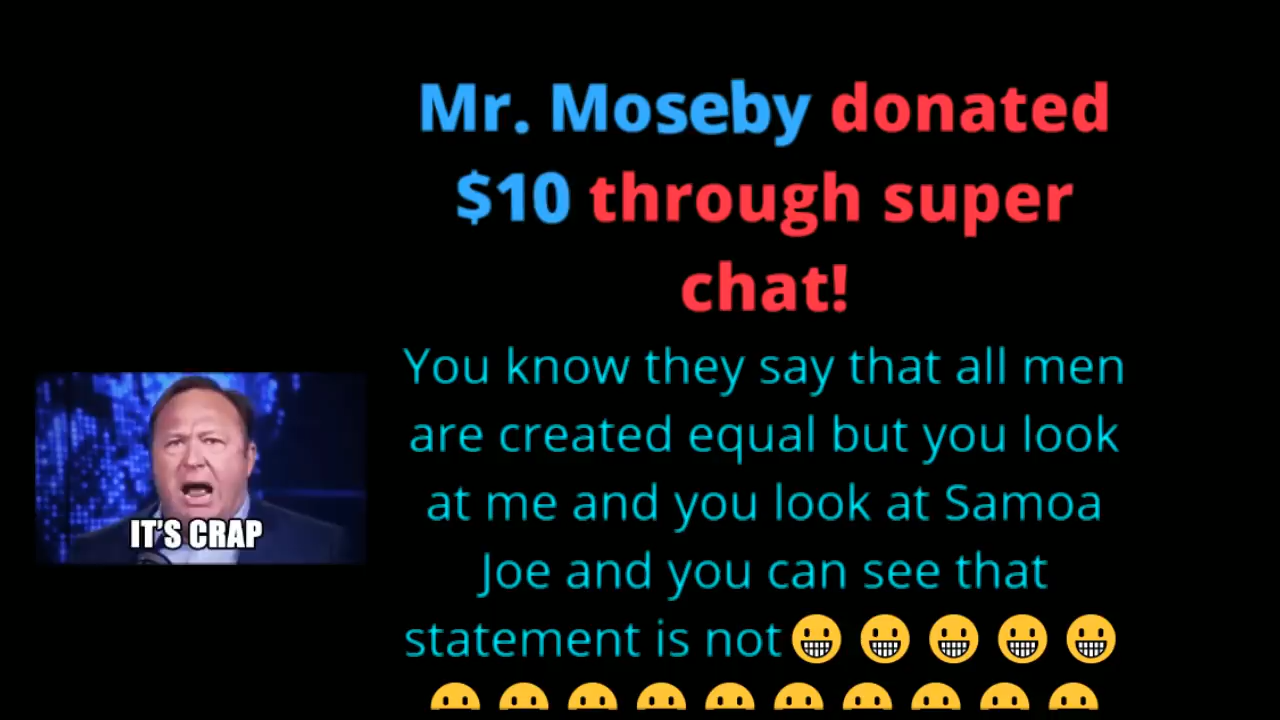 Mr. Moseby donated
$10 through super
chat!
You know they say that all men
are created equal but you look
at me and you look at Samoa
Joe and you can see that
statement is not😬 😬 😬 😬 😬
😬 😬 😬 😬 😬 😬 😬 😬 😬 😬
IT'S CRAP